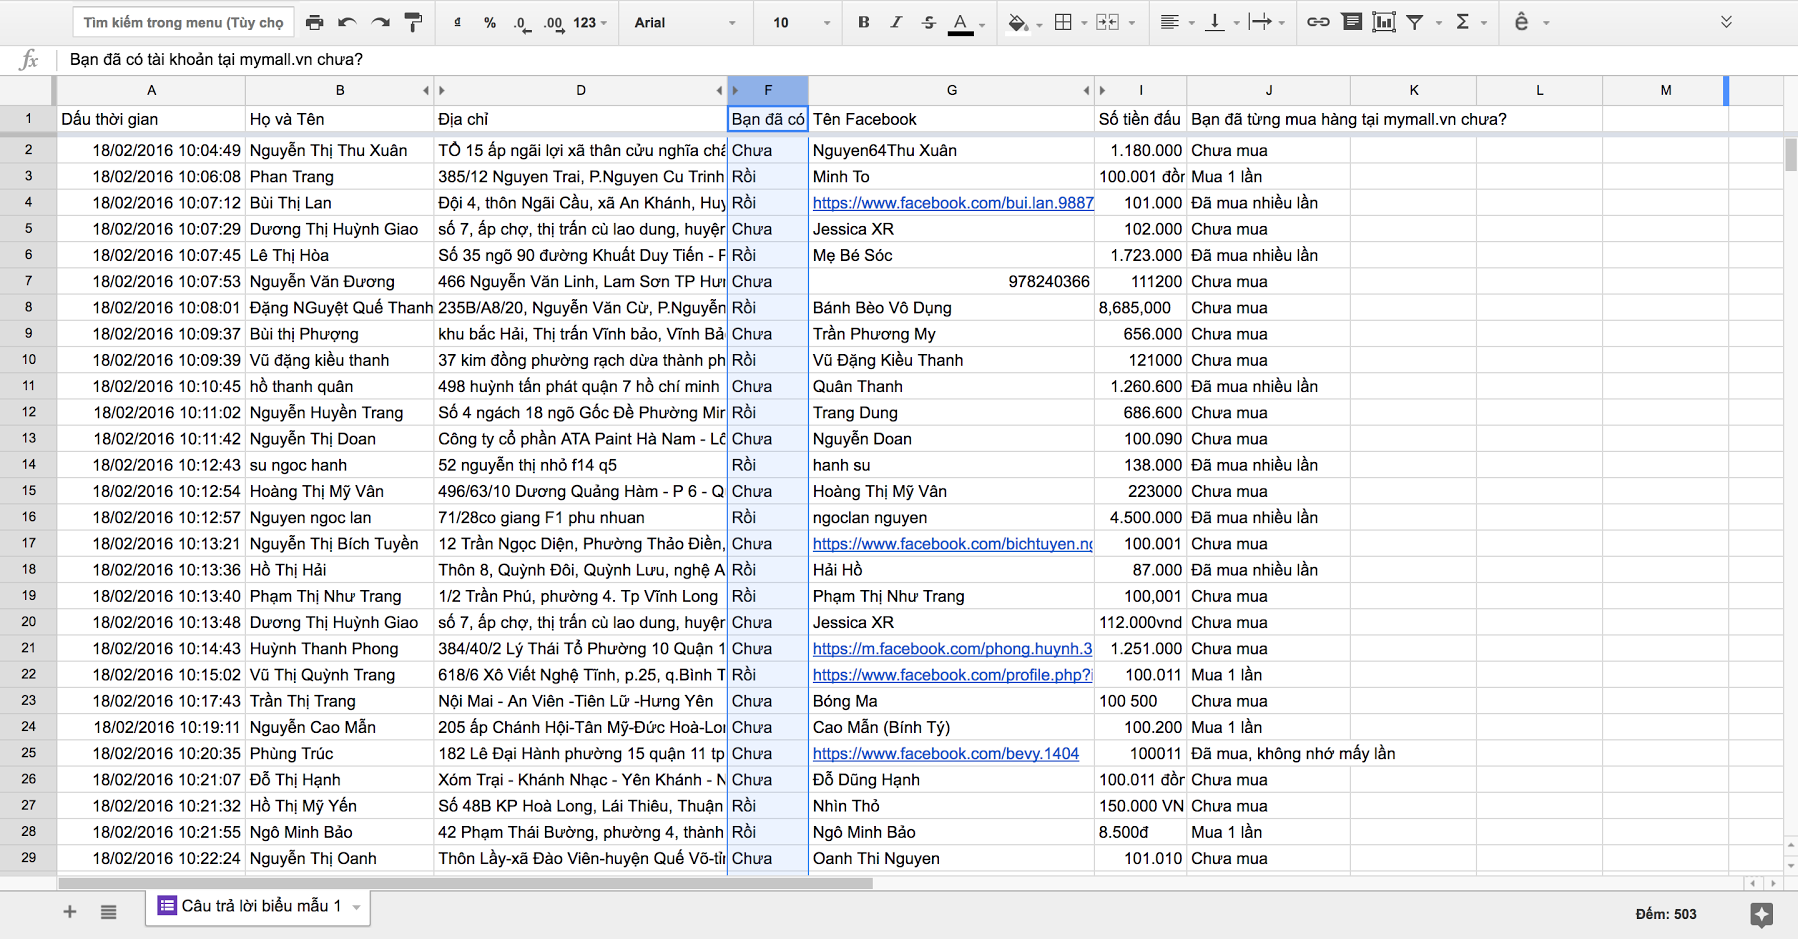 Tìm kiếm trong menu (Tùy chọ
đ % .0 .00 123 Arial 10 B I S A Σ ê
fx Bạn đã có tài khoản tại mymall.vn chưa?
A B D F G I J K L M
1 Dấu thời gian Họ và Tên Địa chỉ Bạn đã có Tên Facebook Số tiền đấu Bạn đã từng mua hàng tại mymall.vn chưa?
2 18/02/2016 10:04:49 Nguyễn Thị Thu Xuân TỔ 15 ấp ngãi lợi xã thân cửu nghĩa châ Chưa Nguyen64Thu Xuân 1.180.000 Chưa mua
3 18/02/2016 10:06:08 Phan Trang 385/12 Nguyen Trai, P.Nguyen Cu Trinh Rồi Minh To 100.001 đồn Mua 1 lần
4 18/02/2016 10:07:12 Bùi Thị Lan Đội 4, thôn Ngãi Cầu, xã An Khánh, Huy Rồi https://www.facebook.com/bui.lan.9887 101.000 Đã mua nhiều lần
5 18/02/2016 10:07:29 Dương Thị Huỳnh Giao số 7, ấp chợ, thị trấn cù lao dung, huyện Chưa Jessica XR 102.000 Chưa mua
6 18/02/2016 10:07:45 Lê Thị Hòa Số 35 ngõ 90 đường Khuất Duy Tiến - P Rồi Mẹ Bé Sóc 1.723.000 Đã mua nhiều lần
7 18/02/2016 10:07:53 Nguyễn Văn Đương 466 Nguyễn Văn Linh, Lam Sơn TP Hưn Chưa 978240366 111200 Chưa mua
8 18/02/2016 10:08:01 Đặng NGuyệt Quế Thanh 235B/A8/20, Nguyễn Văn Cừ, P.Nguyễn Rồi Bánh Bèo Vô Dụng 8,685,000 Chưa mua
9 18/02/2016 10:09:37 Bùi thị Phượng khu bắc Hải, Thị trấn Vĩnh bảo, Vĩnh Bả Chưa Trần Phương My 656.000 Chưa mua
10 18/02/2016 10:09:39 Vũ đặng kiều thanh 37 kim đồng phường rạch dừa thành ph Rồi Vũ Đặng Kiều Thanh 121000 Chưa mua
11 18/02/2016 10:10:45 hồ thanh quân 498 huỳnh tấn phát quận 7 hồ chí minh Chưa Quân Thanh 1.260.600 Đã mua nhiều lần
12 18/02/2016 10:11:02 Nguyễn Huyền Trang Số 4 ngách 18 ngõ Gốc Đề Phường Min Rồi Trang Dung 686.600 Chưa mua
13 18/02/2016 10:11:42 Nguyễn Thị Doan Công ty cổ phần ATA Paint Hà Nam - Lô Chưa Nguyễn Doan 100.090 Chưa mua
14 18/02/2016 10:12:43 su ngoc hanh 52 nguyễn thị nhỏ f14 q5 Rồi hanh su 138.000 Đã mua nhiều lần
15 18/02/2016 10:12:54 Hoàng Thị Mỹ Vân 496/63/10 Dương Quảng Hàm - P 6 - Q Chưa Hoàng Thị Mỹ Vân 223000 Chưa mua
16 18/02/2016 10:12:57 Nguyen ngoc lan 71/28co giang F1 phu nhuan Rồi ngoclan nguyen 4.500.000 Đã mua nhiều lần
17 18/02/2016 10:13:21 Nguyễn Thị Bích Tuyền 12 Trần Ngọc Diện, Phường Thảo Điền, Chưa https://www.facebook.com/bichtuyen.ng 100.001 Chưa mua
18 18/02/2016 10:13:36 Hồ Thị Hải Thôn 8, Quỳnh Đôi, Quỳnh Lưu, nghệ A Rồi Hải Hồ 87.000 Đã mua nhiều lần
19 18/02/2016 10:13:40 Phạm Thị Như Trang 1/2 Trần Phú, phường 4. Tp Vĩnh Long Rồi Phạm Thị Như Trang 100,001 Chưa mua
20 18/02/2016 10:13:48 Dương Thị Huỳnh Giao số 7, ấp chợ, thị trấn cù lao dung, huyện Chưa Jessica XR 112.000vnd Chưa mua
21 18/02/2016 10:14:43 Huỳnh Thanh Phong 384/40/2 Lý Thái Tổ Phường 10 Quận 1 Chưa https://m.facebook.com/phong.huynh.3 1.251.000 Chưa mua
22 18/02/2016 10:15:02 Vũ Thị Quỳnh Trang 618/6 Xô Viết Nghệ Tĩnh, p.25, q.Bình T Rồi https://www.facebook.com/profile.php?i 100.011 Mua 1 lần
23 18/02/2016 10:17:43 Trần Thị Trang Nội Mai - An Viên -Tiên Lữ -Hưng Yên Chưa Bóng Ma 100 500 Chưa mua
24 18/02/2016 10:19:11 Nguyễn Cao Mẫn 205 ấp Chánh Hội-Tân Mỹ-Đức Hoà-Lon Chưa Cao Mẫn (Bính Tý) 100.200 Mua 1 lần
25 18/02/2016 10:20:35 Phùng Trúc 182 Lê Đại Hành phường 15 quận 11 tp Chưa https://www.facebook.com/bevy.1404 100011 Đã mua, không nhớ mấy lần
26 18/02/2016 10:21:07 Đỗ Thị Hạnh Xóm Trại - Khánh Nhạc - Yên Khánh - N Chưa Đỗ Dũng Hạnh 100.011 đồn Chưa mua
27 18/02/2016 10:21:32 Hồ Thị Mỹ Yến Số 48B KP Hoà Long, Lái Thiêu, Thuận Rồi Nhìn Thỏ 150.000 VN Chưa mua
28 18/02/2016 10:21:55 Ngô Minh Bảo 42 Phạm Thái Bường, phường 4, thành Rồi Ngô Minh Bảo 8.500đ Mua 1 lần
29 18/02/2016 10:22:24 Nguyễn Thị Oanh Thôn Lầy-xã Đào Viên-huyện Quế Võ-tỉn Chưa Oanh Thi Nguyen 101.010 Chưa mua
Câu trả lời biểu mẫu 1
Đếm: 503